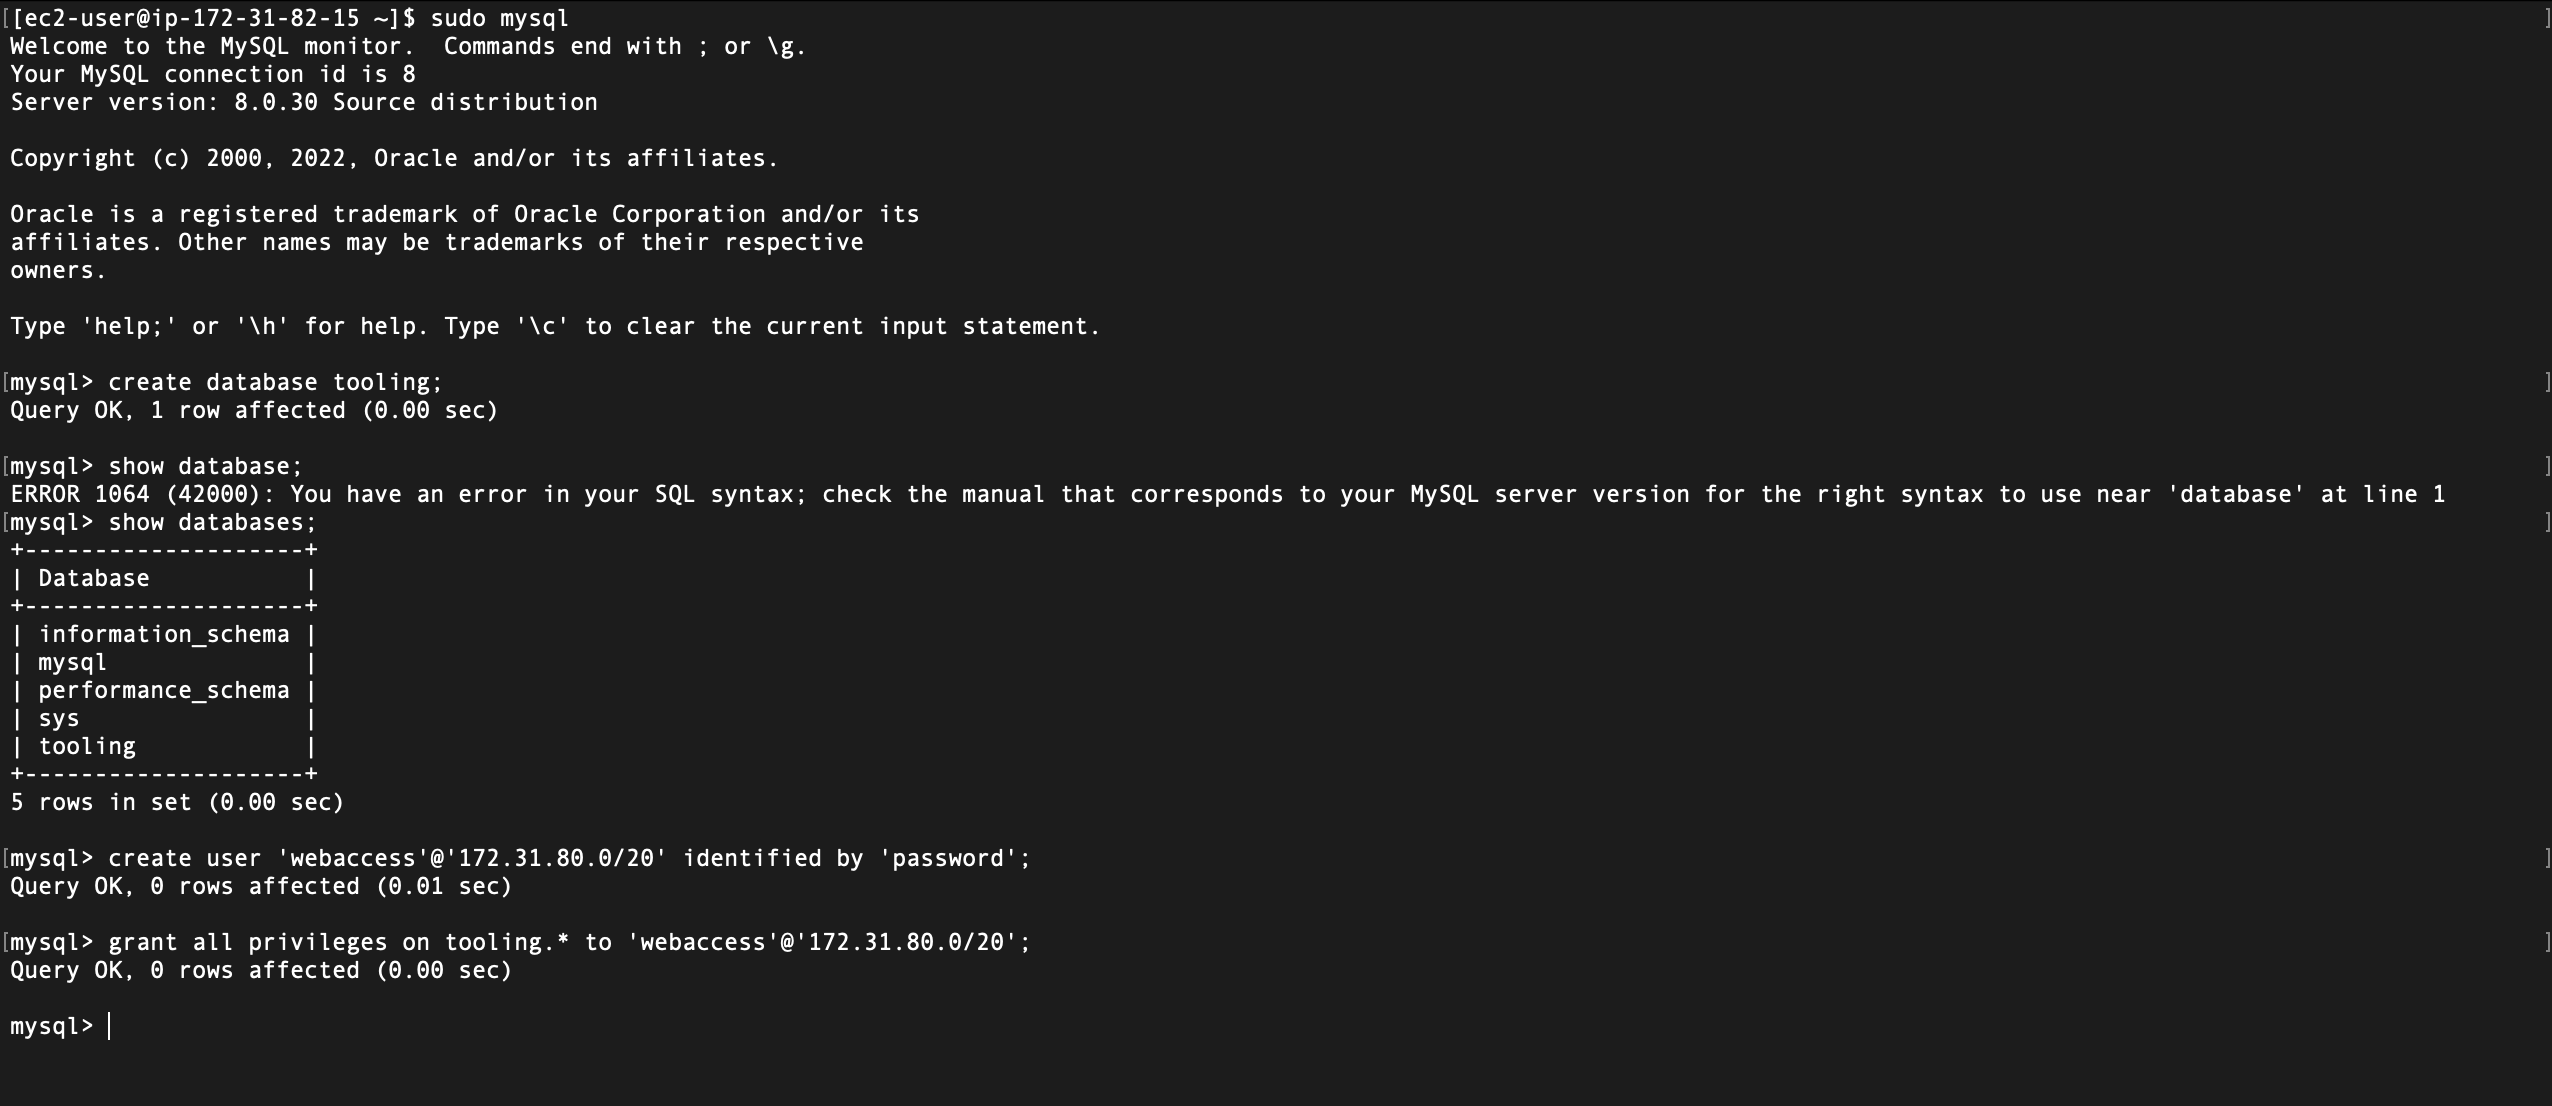 [[ec2-user@ip-172-31-82-15 ~]$ sudo mysql ]
Welcome to the MySQL monitor.  Commands end with ; or \g.
Your MySQL connection id is 8
Server version: 8.0.30 Source distribution

Copyright (c) 2000, 2022, Oracle and/or its affiliates.

Oracle is a registered trademark of Oracle Corporation and/or its
affiliates. Other names may be trademarks of their respective
owners.

Type 'help;' or '\h' for help. Type '\c' to clear the current input statement.

[mysql> create database tooling; ]
Query OK, 1 row affected (0.00 sec)

[mysql> show database; ]
ERROR 1064 (42000): You have an error in your SQL syntax; check the manual that corresponds to your MySQL server version for the right syntax to use near 'database' at line 1
[mysql> show databases; ]
+--------------------+
| Database           |
+--------------------+
| information_schema |
| mysql              |
| performance_schema |
| sys                |
| tooling            |
+--------------------+
5 rows in set (0.00 sec)

[mysql> create user 'webaccess'@'172.31.80.0/20' identified by 'password'; ]
Query OK, 0 rows affected (0.01 sec)

[mysql> grant all privileges on tooling.* to 'webaccess'@'172.31.80.0/20'; ]
Query OK, 0 rows affected (0.00 sec)

mysql>